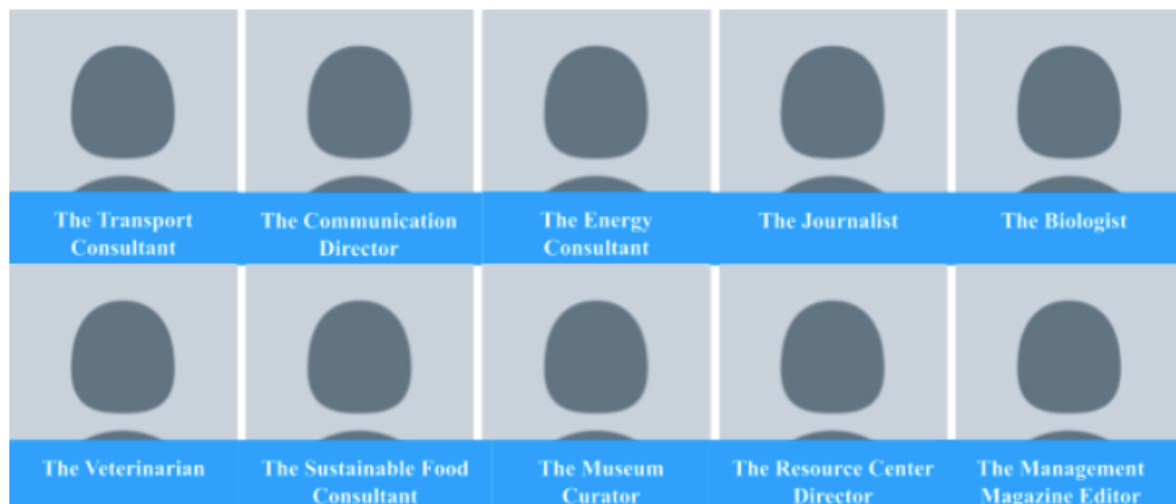 The Transport
Consultant
The Communication
Director
The Energy
Consultant
The Journalist
The Biologist
The Veterinarian
The Sustainable Food
Consultant
The Museum
Curator
The Resource Center
Director
The Management
Magazine Editor